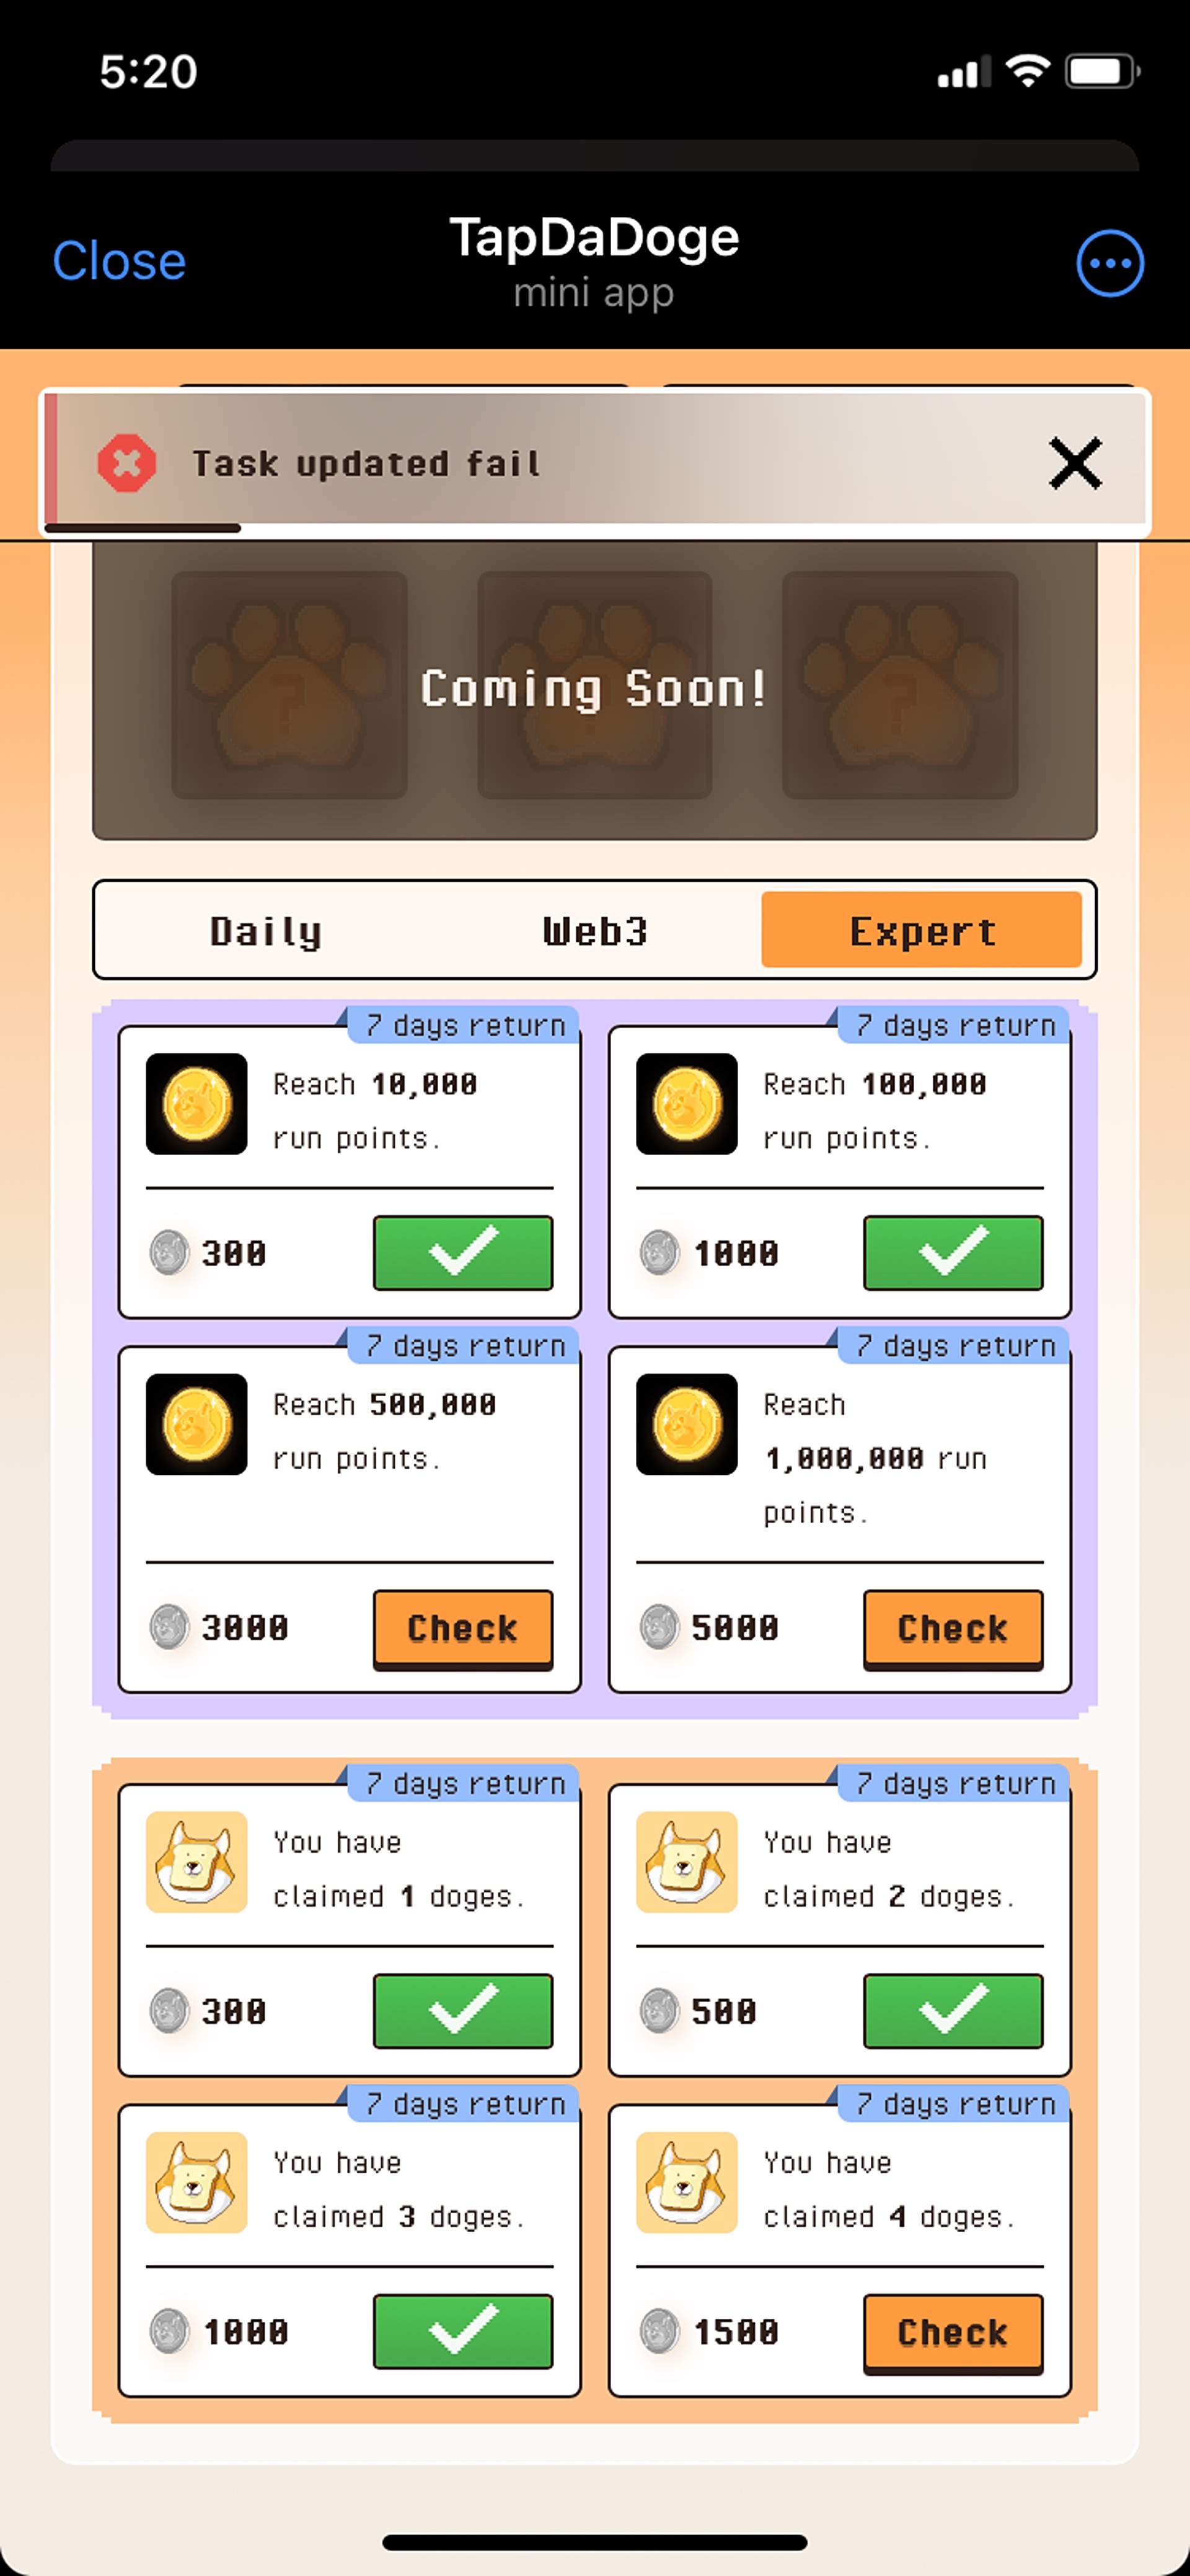 5:20
Close
TapDaDoge
mini app
Task updated fail
Coming Soon!
Daily
Web3
Expert
7 days return
Reach 10,000
run points.
300
7 days return
Reach 100,000
run points.
1000
7 days return
Reach 500,000
run points.
3000
Check
7 days return
Reach
1,000,000 run
points.
5000
Check
7 days return
You have
claimed 1 doges.
300
7 days return
You have
claimed 2 doges.
500
7 days return
You have
claimed 3 doges.
1000
7 days return
You have
claimed 4 doges.
1500
Check